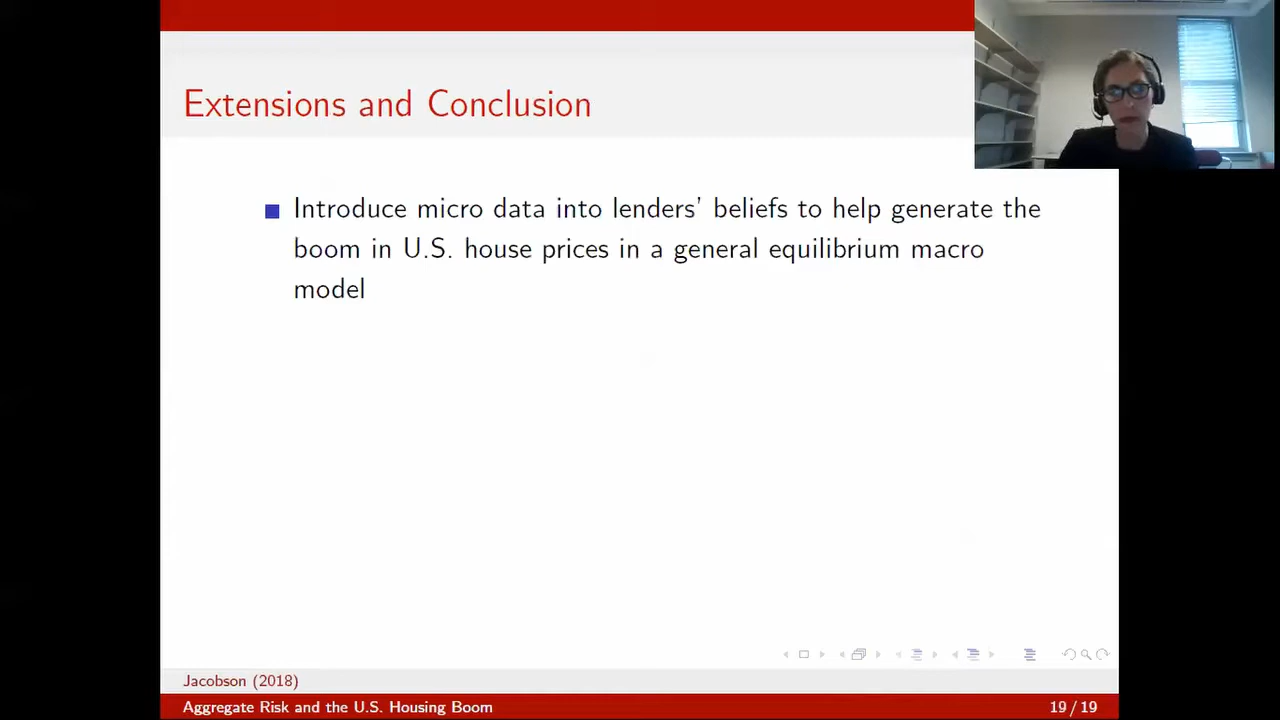 Extensions and Conclusion
Introduce micro data into lenders' beliefs to help generate the
boom in U.S. house prices in a general equilibrium macro
model
Jacobson (2018)
Aggregate Risk and the U.S. Housing Boom
19 / 19